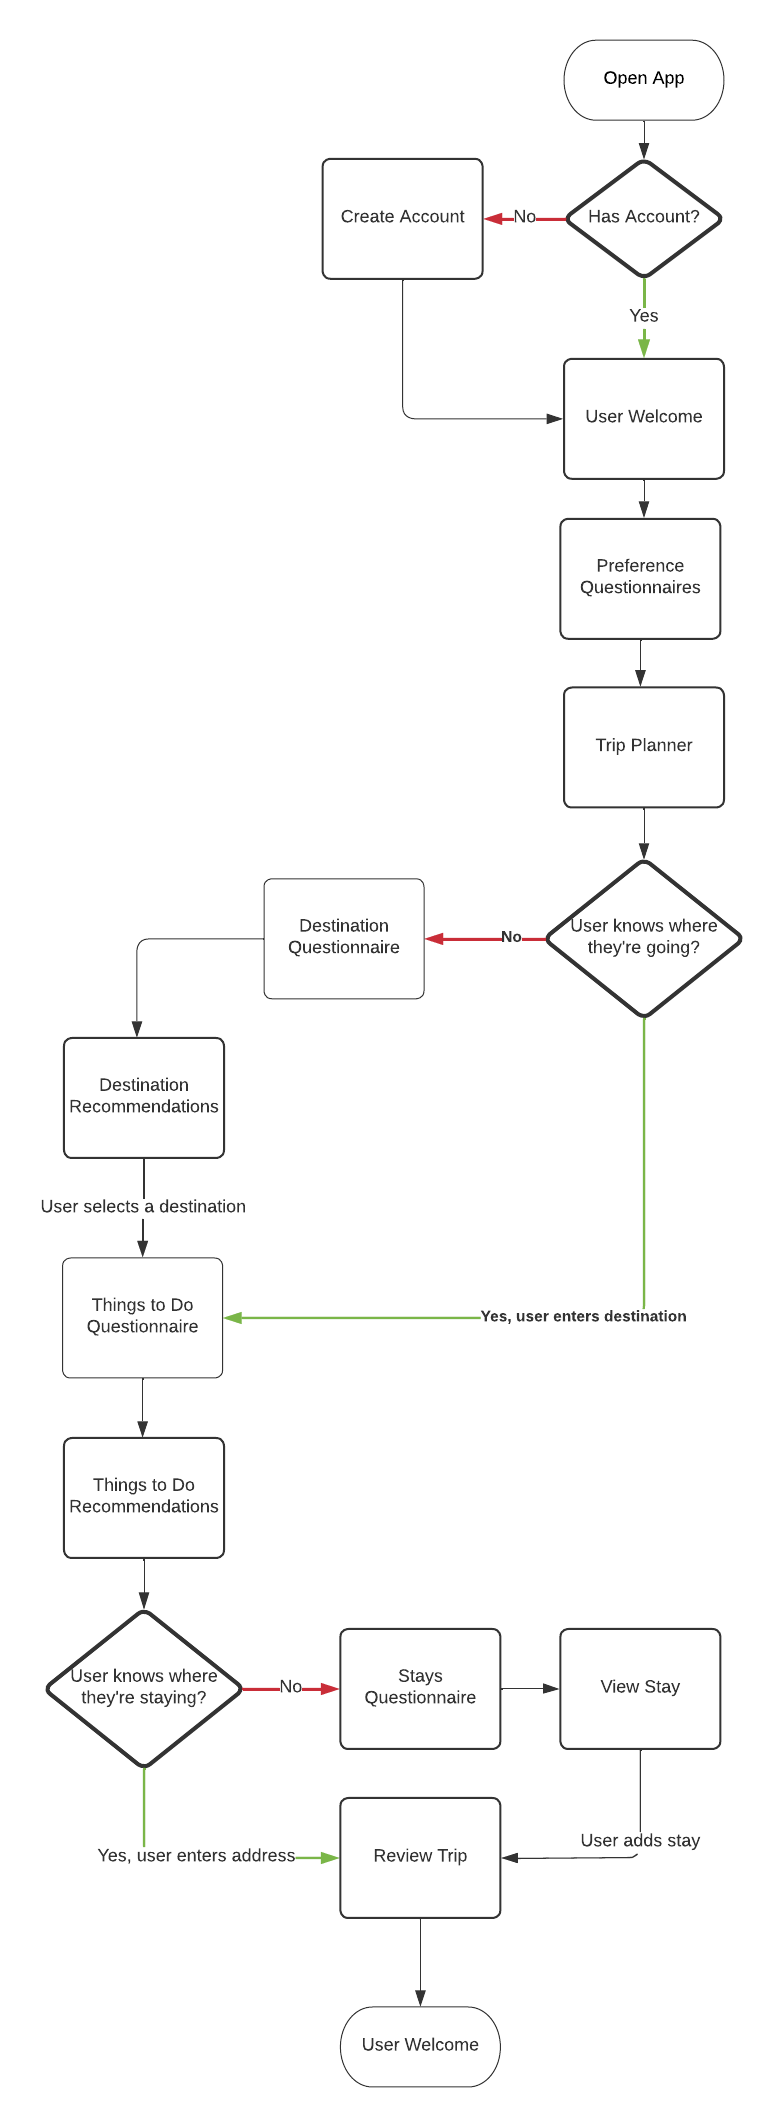 Open App
Has Account?
No
Create Account
Yes
User Welcome
Preference
Questionnaires
Trip Planner
User knows where
they're going?
No
Destination
Questionnaire
Destination
Recommendations
User selects a destination
Things to Do
Questionnaire
Yes, user enters destination
Things to Do
Recommendations
User knows where
they're staying?
No
Stays
Questionnaire
View Stay
User adds stay
Yes, user enters address
Review Trip
User Welcome